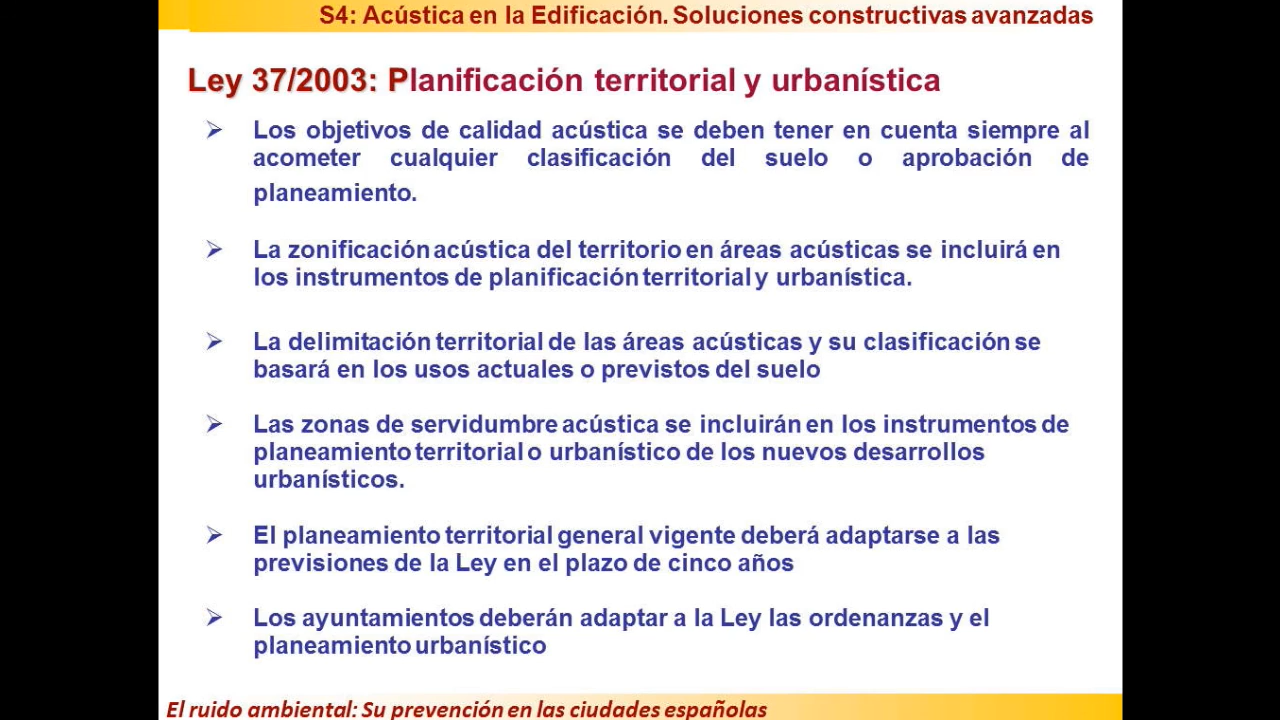 S4: Acústica en la Edificación. Soluciones constructivas avanzadas
Ley 37/2003: Planificación territorial y urbanística
Los objetivos de calidad acústica se deben tener en cuenta siempre al
acometer cualquier clasificación del suelo o aprobación de
planeamiento.
La zonificación acústica del territorio en áreas acústicas se incluirá en
los instrumentos de planificación territorial y urbanística.
La delimitación territorial de las áreas acústicas y su clasificación se
basará en los usos actuales o previstos del suelo
Las zonas de servidumbre acústica se incluirán en los instrumentos de
planeamiento territorial o urbanístico de los nuevos desarrollos
urbanísticos.
El planeamiento territorial general vigente deberá adaptarse a las
previsiones de la Ley en el plazo de cinco años
Los ayuntamientos deberán adaptar a la Ley las ordenanzas y el
planeamiento urbanístico
El ruido ambiental: Su prevención en las ciudades españolas